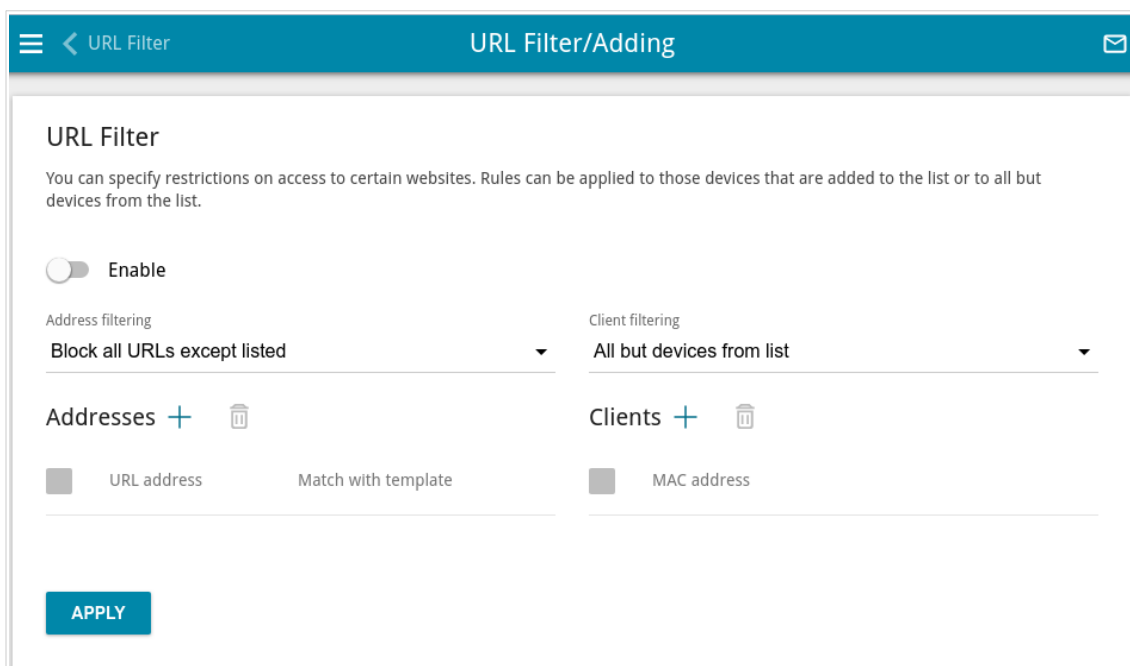 URL Filter
URL Filter/Adding
URL Filter
You can specify restrictions on access to certain websites. Rules can be applied to those devices that are added to the list or to all but
devices from the list.
Enable
Address filtering
Block all URLs except listed
Client filtering
All but devices from list
Addresses
Clients
URL address
Match with template
MAC address
APPLY